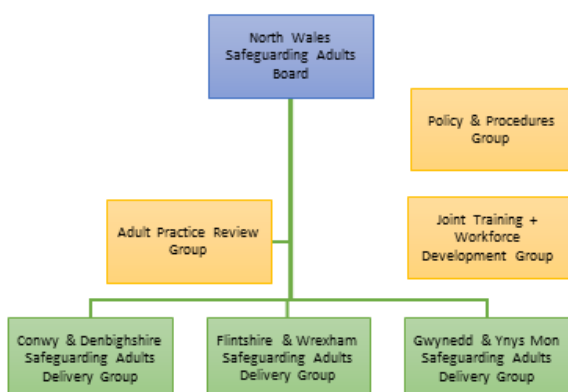 North Wales
Safeguarding Adults
Board
Policy & Procedures
Group
Adult Practice Review
Group
Joint Training +
Workforce
Development Group
Conwy & Denbighshire
Safeguarding Adults
Delivery Group
Flintshire & Wrexham
Safeguarding Adults
Delivery Group
Gwynedd & Ynys Mon
Safeguarding Adults
Delivery Group